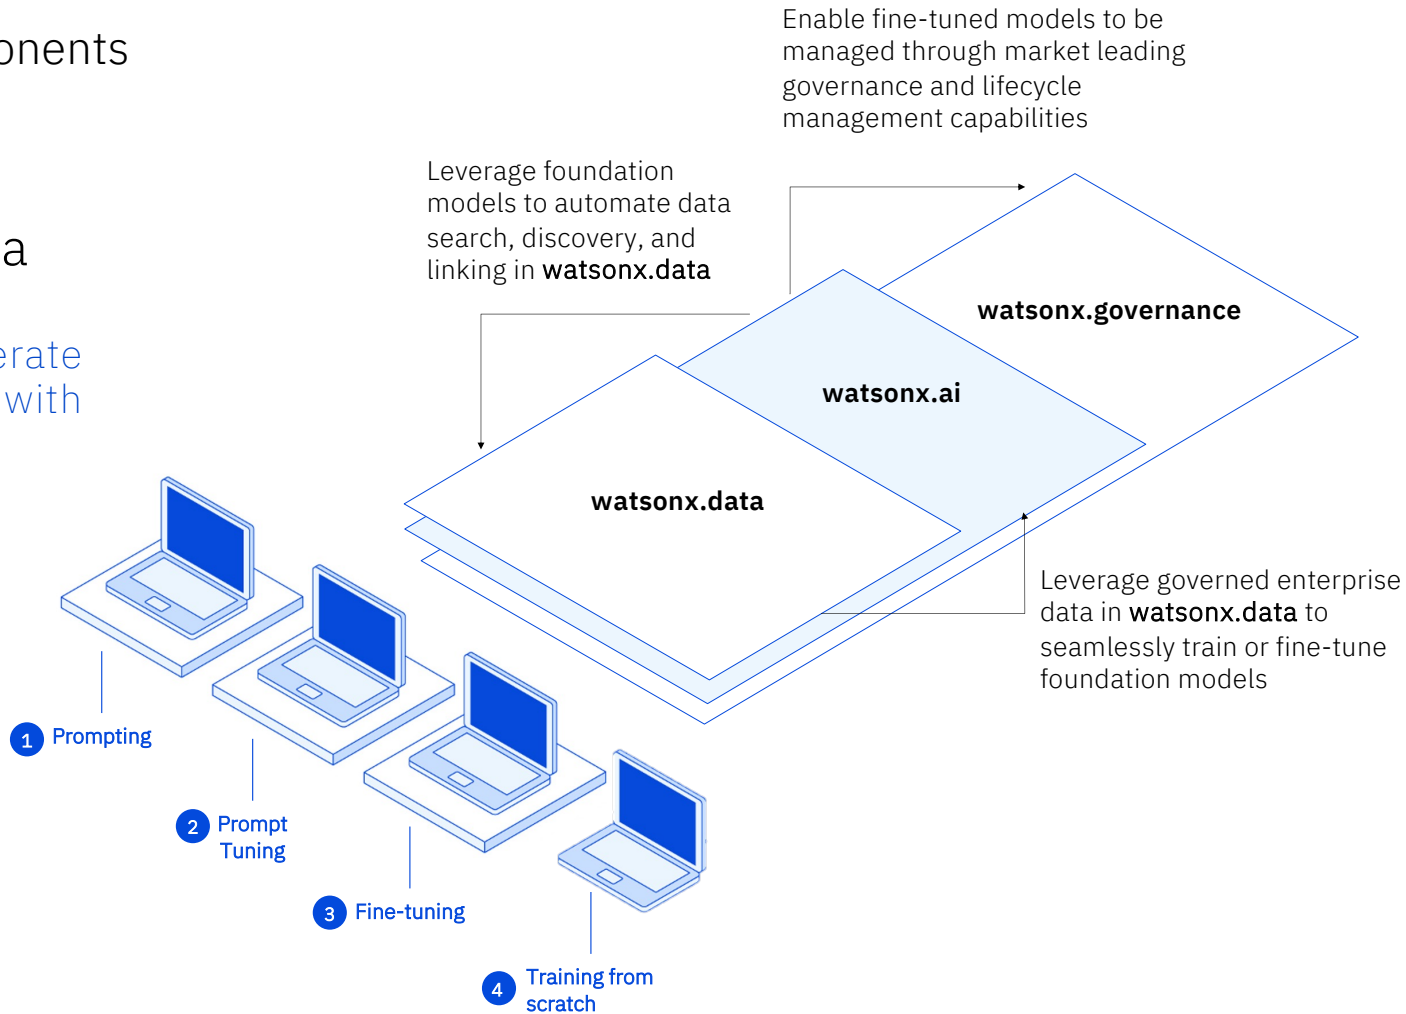 onents
a
erate
with
Enable fine-tuned models to be
managed through market leading
governance and lifecycle
management capabilities
Leverage foundation
models to automate data
search, discovery, and
linking in watsonx.data
watsonx.governance
watsonx.ai
watsonx.data
Leverage governed enterprise
data in watsonx.data to
seamlessly train or fine-tune
foundation models
1 Prompting
2 Prompt
Tuning
3 Fine-tuning
4 Training from
scratch